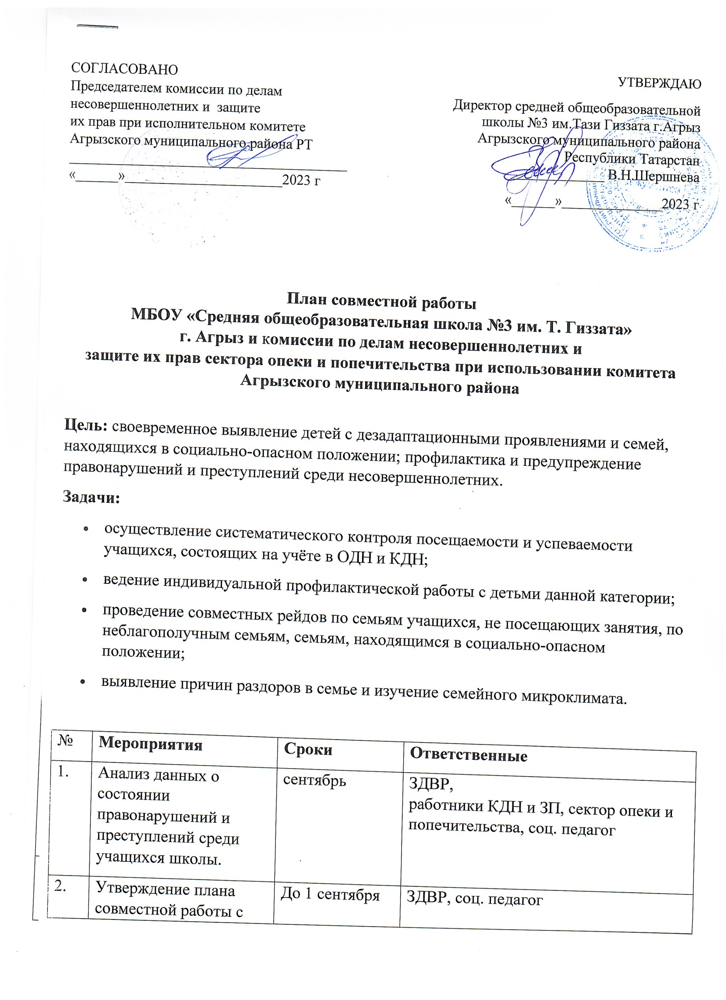 СОГЛАСОВАНО
Председателем комиссии по делам
несовершеннолетних и защите
их прав при исполнительном комитете
Агрызского муниципального района РТ
«______»______________________2023 г
УТВЕРЖДАЮ
Директор средней общеобразовательной
школы №3 им.Тази Гиззата г.Агрыз
Агрызского муниципального района
Республики Татарстан
______________ В.Н.Шершнева
«______»______________2023 г
План совместной работы
МБОУ «Средняя общеобразовательная школа №3 им. Т. Гиззата»
г. Агрыз и комиссии по делам несовершеннолетних и
защите их прав сектора опеки и попечительства при использовании комитета
Агрызского муниципального района
Цель: своевременное выявление детей с дезадаптационными проявлениями и семей,
находящихся в социально-опасном положении; профилактика и предупреждение
правонарушений и преступлений среди несовершеннолетних.
Задачи:
• осуществление систематического контроля посещаемости и успеваемости
учащихся, состоящих на учёте в ОДН и КДН;
• ведение индивидуальной профилактической работы с детьми данной категории;
• проведение совместных рейдов по семьям учащихся, не посещающих занятия, по
неблагополучным семьям, семьям, находящимся в социально-опасном
положении;
• выявление причин раздоров в семье и изучение семейного микроклимата.
№ Мероприятия Сроки Ответственные
1. Анализ данных о
состоянии
правонарушений и
преступлений среди
учащихся школы.
сентябрь
ЗДВР,
работники КДН и ЗП, сектор опеки и
попечительства, соц. педагог
2. Утверждение плана
совместной работы с
До 1 сентября
ЗДВР, соц. педагог